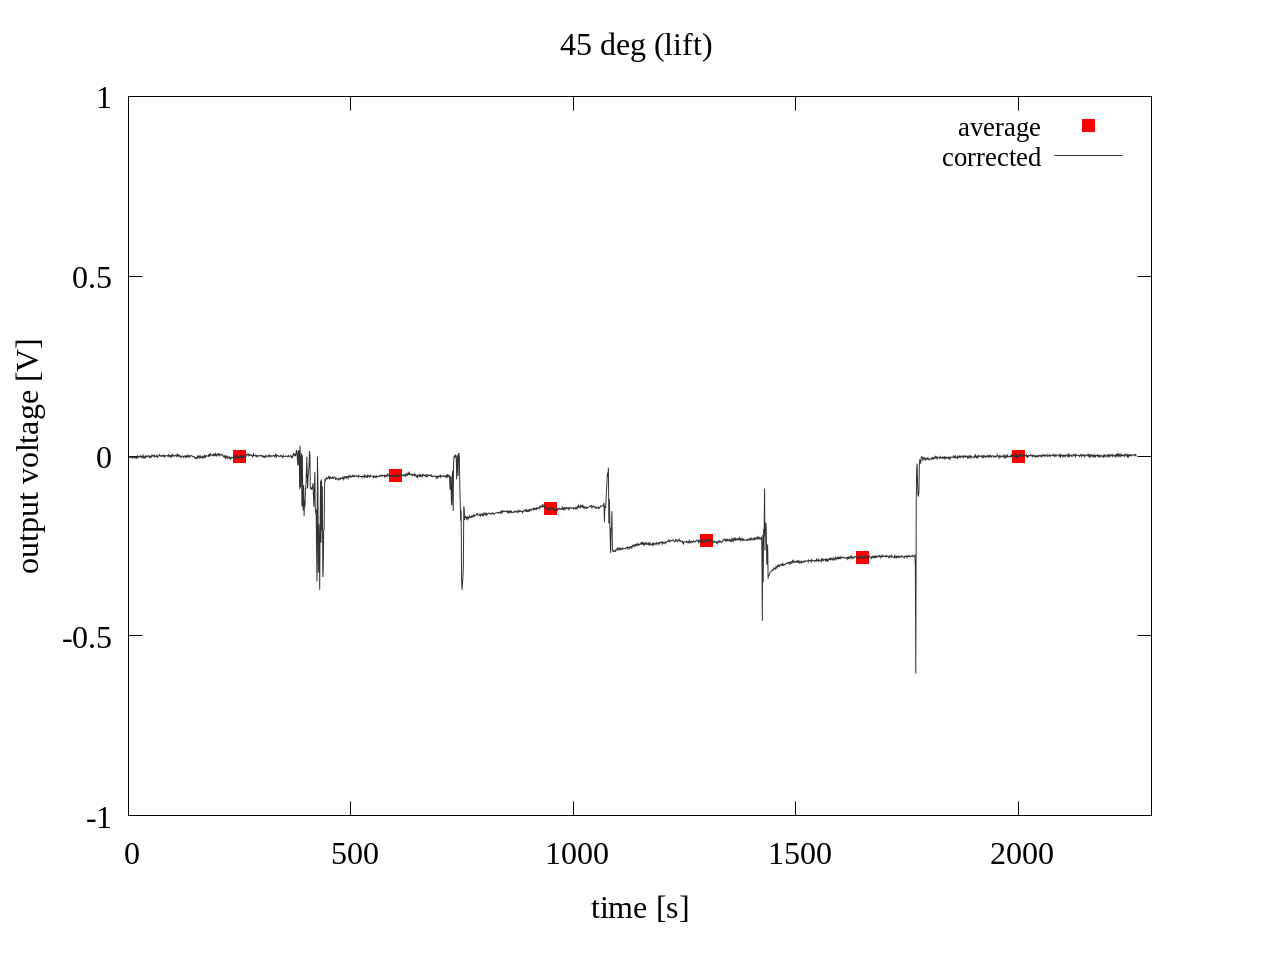 45 deg (lift)
1
0.5
0
-0.5
-1
output voltage [V]
average
corrected
0 500 1000 1500 2000
time [s]